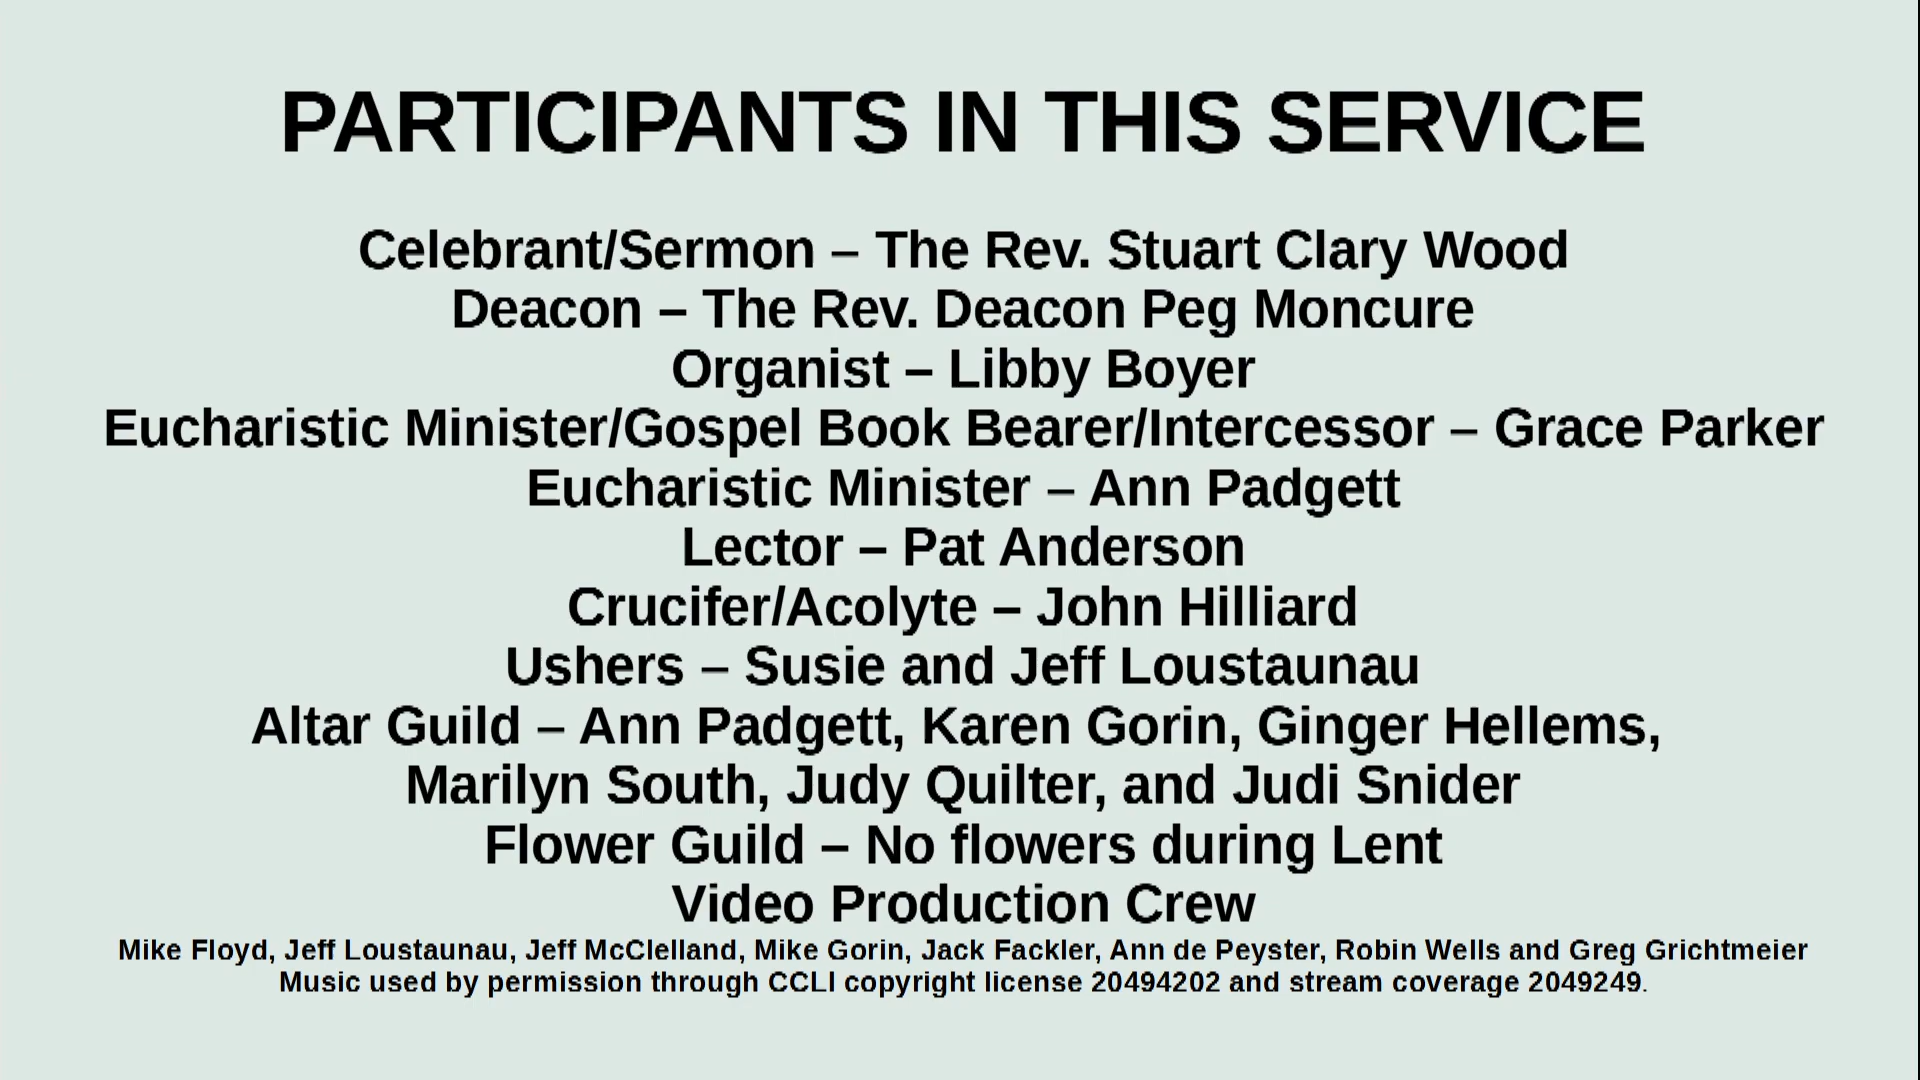 PARTICIPANTS IN THIS SERVICE
Celebrant/Sermon – The Rev. Stuart Clary Wood
Deacon – The Rev. Deacon Peg Moncure
Organist – Libby Boyer
Eucharistic Minister/Gospel Book Bearer/Intercessor – Grace Parker
Eucharistic Minister – Ann Padgett
Lector – Pat Anderson
Crucifer/Acolyte – John Hilliard
Ushers – Susie and Jeff Loustaunau
Altar Guild – Ann Padgett, Karen Gorin, Ginger Hellems,
Marilyn South, Judy Quilter, and Judi Snider
Flower Guild – No flowers during Lent
Video Production Crew
Mike Floyd, Jeff Loustaunau, Jeff McClelland, Mike Gorin, Jack Fackler, Ann de Peyster, Robin Wells and Greg Grichtmeier
Music used by permission through CCLI copyright license 20494202 and stream coverage 2049249.